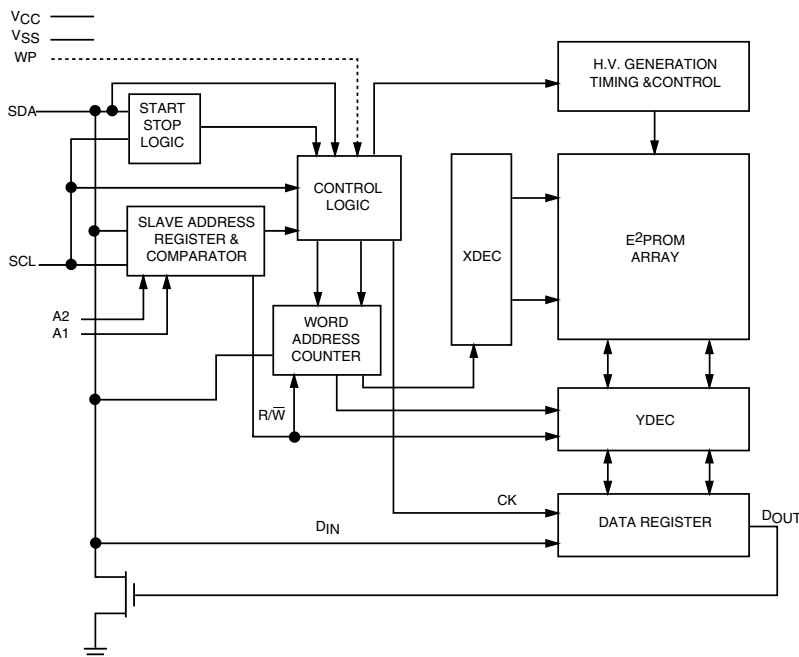 VCC
VSS
WP
SDA
START
STOP
LOGIC
H.V. GENERATION
TIMING &CONTROL
CONTROL
LOGIC
SLAVE ADDRESS
REGISTER &
COMPARATOR
SCL
A2
A1
XDEC
E2PROM
ARRAY
WORD
ADDRESS
COUNTER
R/W̅
YDEC
CK
DIN
DATA REGISTER
DOUT